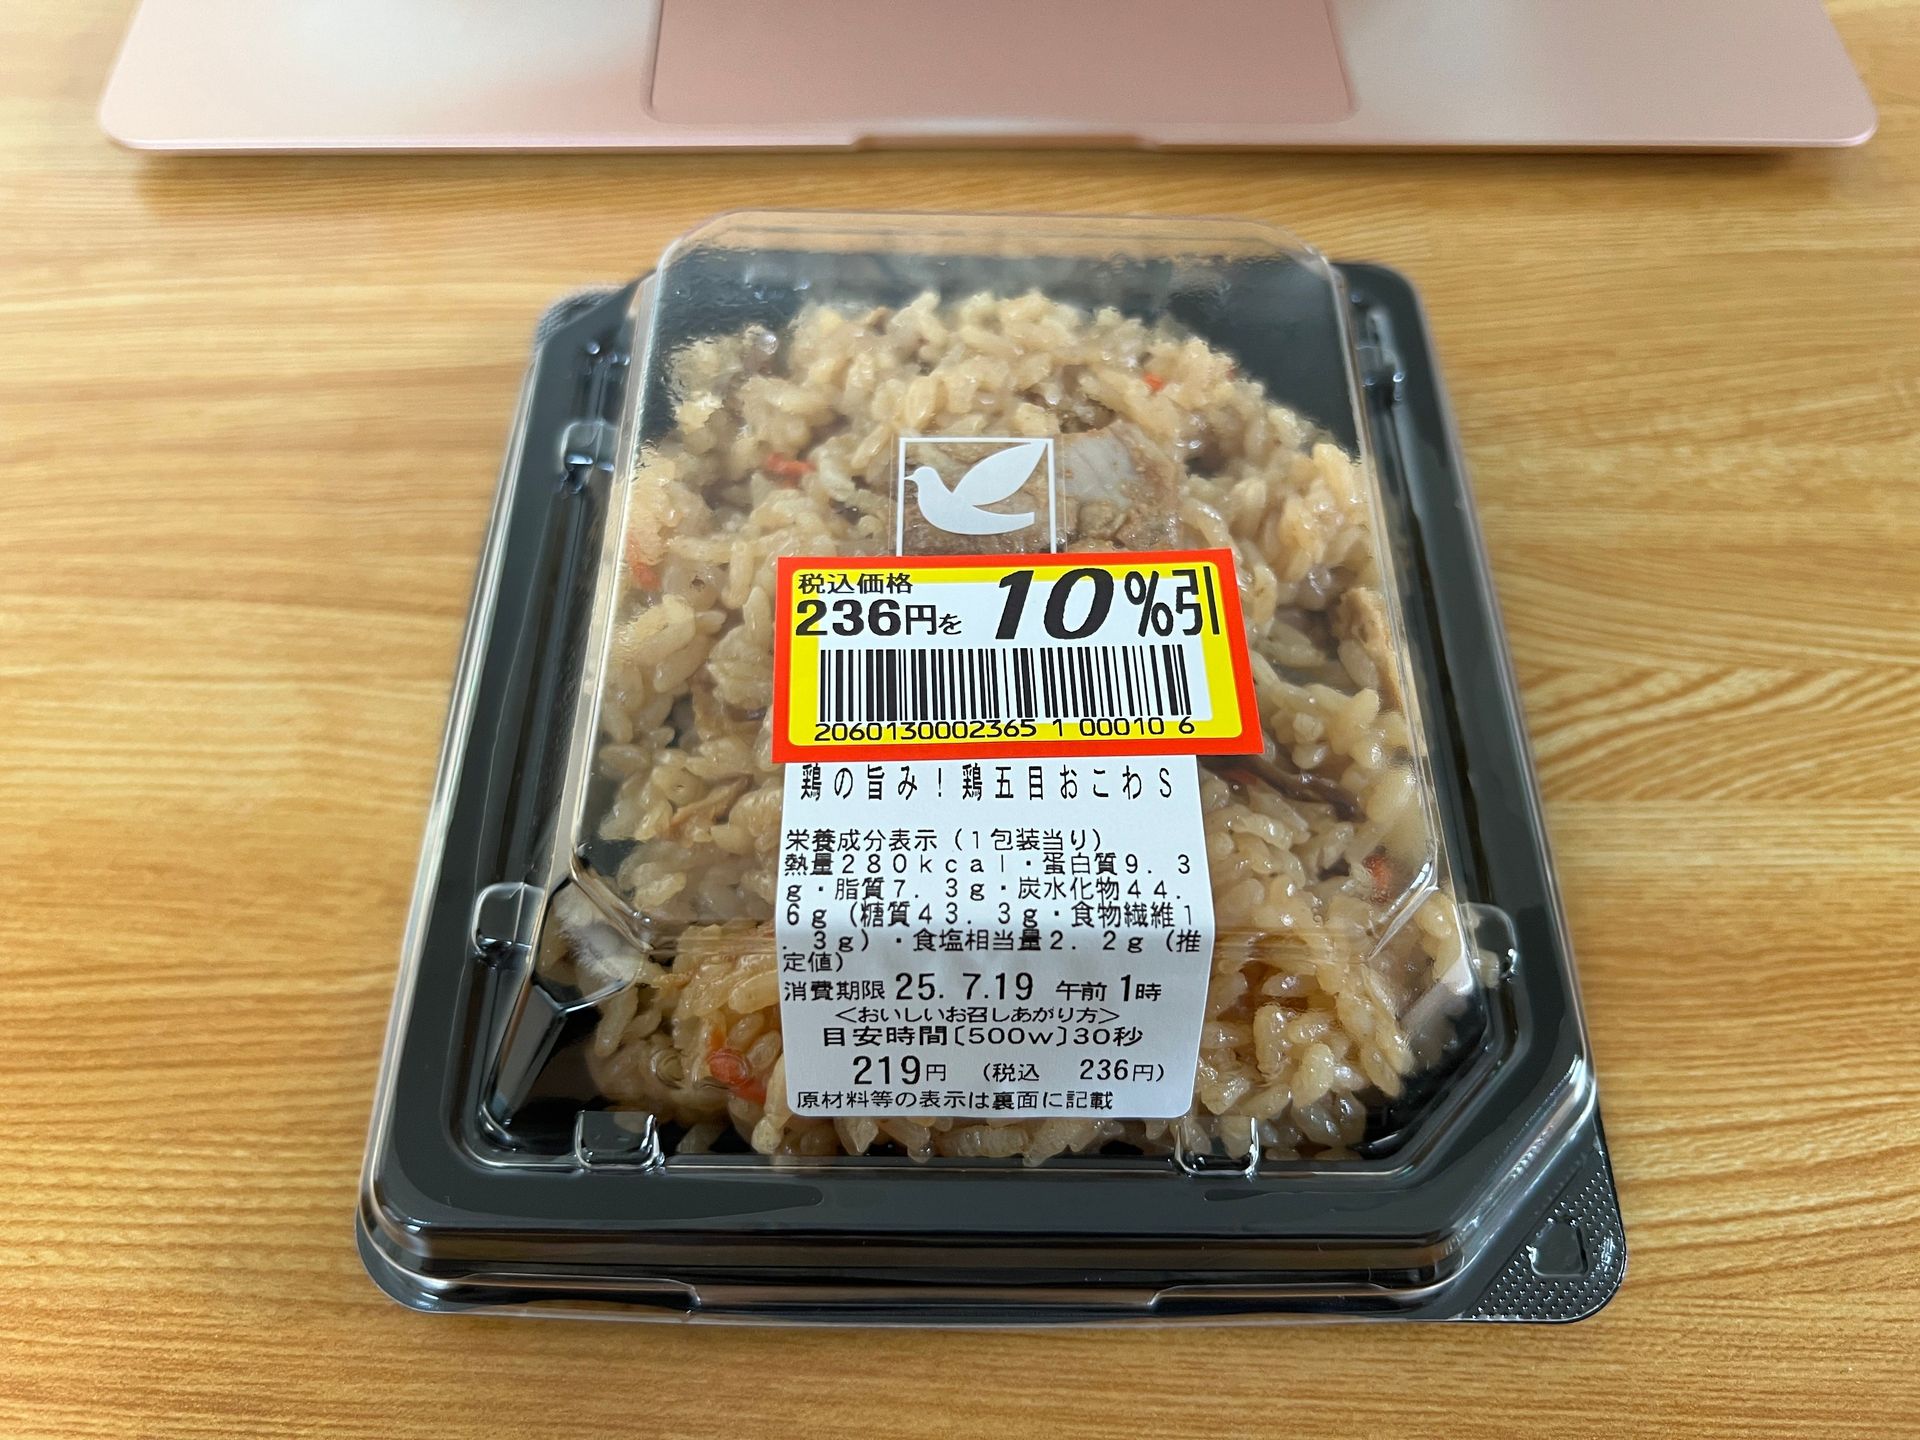 税込価格
236円を 10%引
2060130002365 1 00010 6
鶏の旨み！鶏五目おこわS
栄養成分表示（1包装当り）
熱量280kcal・蛋白質9.3
g・脂質7.3g・炭水化物44.
6g（糖質43.3g・食物繊維1
.3g）・食塩相当量2.2g（推
定値）
消費期限 25.7.19 午前1時
＜おいしいお召しあがり方＞
目安時間[500w]30秒
219円（税込 236円）
原材料等の表示は裏面に記載